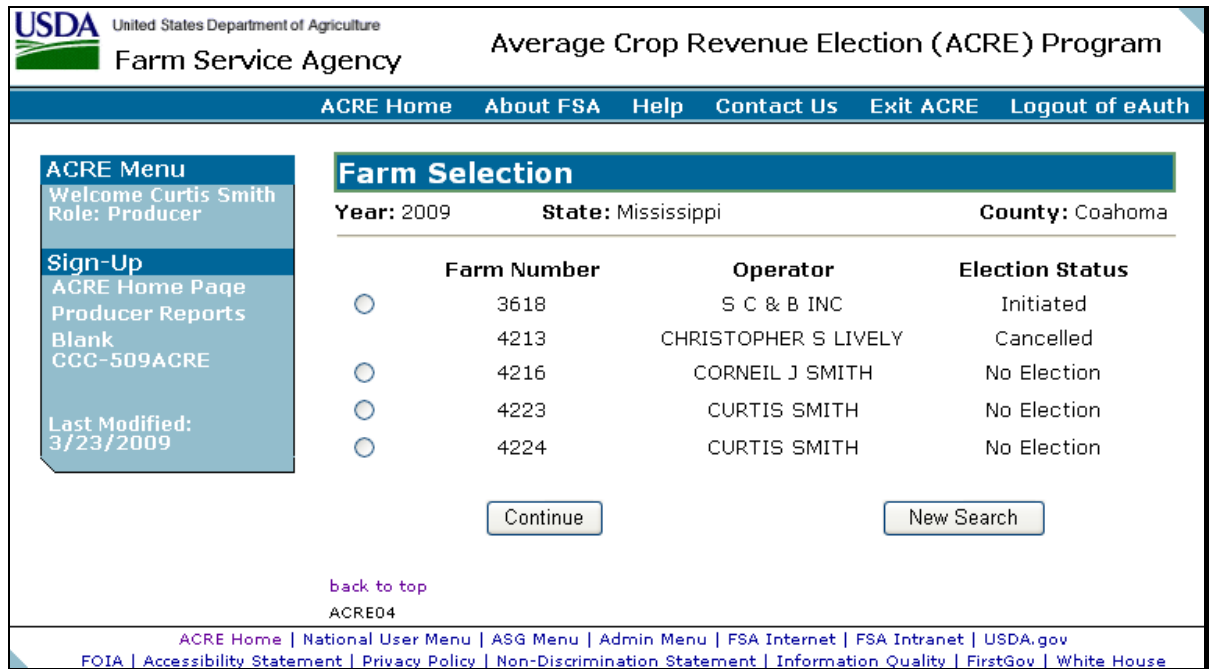 USDA United States Department of Agriculture
Farm Service Agency
Average Crop Revenue Election (ACRE) Program
ACRE Home About FSA Help Contact Us Exit ACRE Logout of eAuth
ACRE Menu
Welcome Curtis Smith
Role: Producer
Sign-Up
ACRE Home Page
Producer Reports
Blank
CCC-509ACRE
Last Modified:
3/23/2009
Farm Selection
Year: 2009 State: Mississippi County: Coahoma
Farm Number Operator Election Status
3618 S C & B INC Initiated
4213 CHRISTOPHER S LIVELY Cancelled
4216 CORNEIL J SMITH No Election
4223 CURTIS SMITH No Election
4224 CURTIS SMITH No Election
Continue New Search
back to top
ACRE04
ACRE Home | National User Menu | ASG Menu | Admin Menu | FSA Internet | FSA Intranet | USDA.gov
FOIA | Accessibility Statement | Privacy Policy | Non-Discrimination Statement | Information Quality | FirstGov | White House